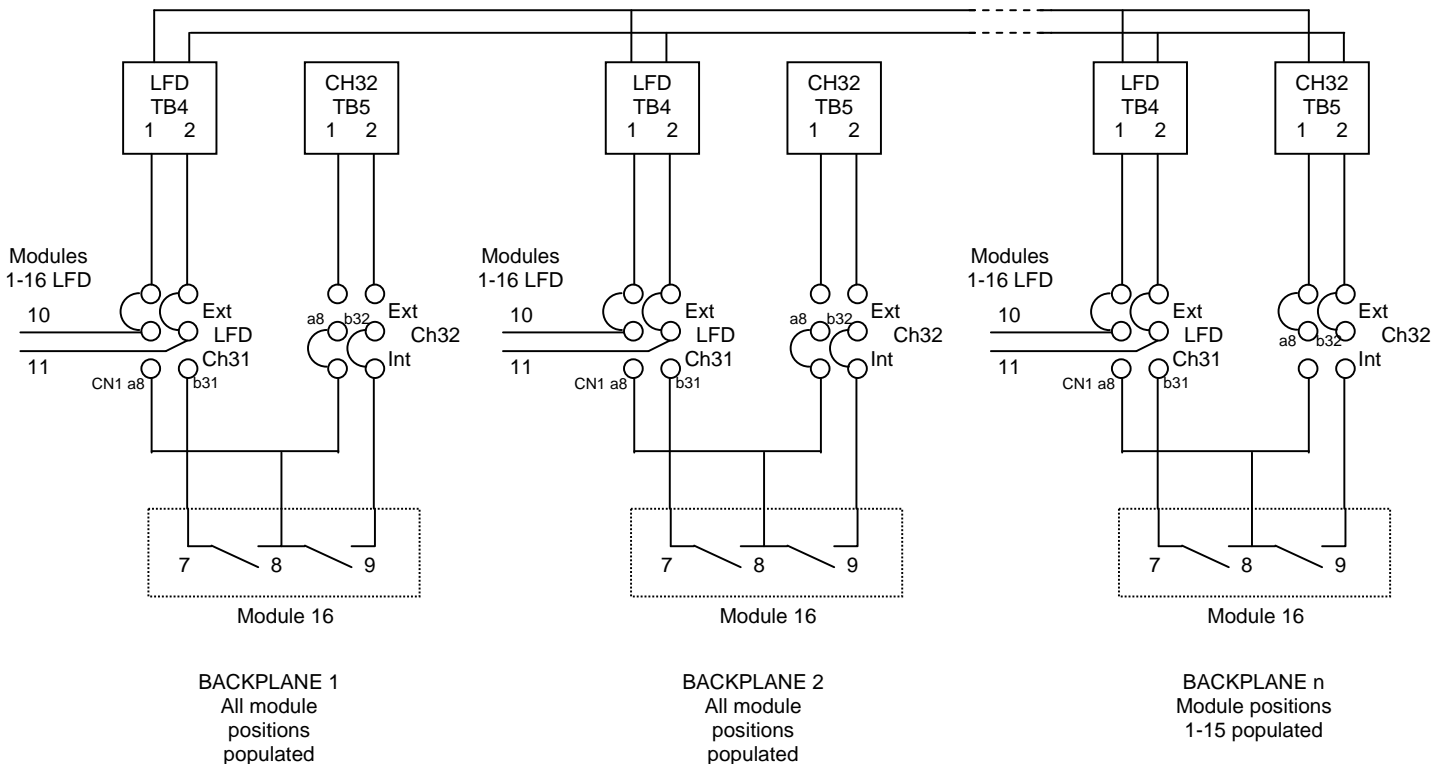 LFD
TB4
1 2
CH32
TB5
1 2
LFD
TB4
1 2
CH32
TB5
1 2
LFD
TB4
1 2
CH32
TB5
1 2
Modules
1-16 LFD
10
11
Ext
LFD
Ch31
CN1 a8
b31
a8
b32
Ext
Ch32
Int
Modules
1-16 LFD
10
11
Ext
LFD
Ch31
CN1 a8
b31
a8
b32
Ext
Ch32
Int
Modules
1-16 LFD
10
11
Ext
LFD
Ch31
CN1 a8
b31
a8
b32
Ext
Ch32
Int
7 8 9
Module 16
7 8 9
Module 16
7 8 9
Module 16
BACKPLANE 1
All module
positions
populated
BACKPLANE 2
All module
positions
populated
BACKPLANE n
Module positions
1-15 populated